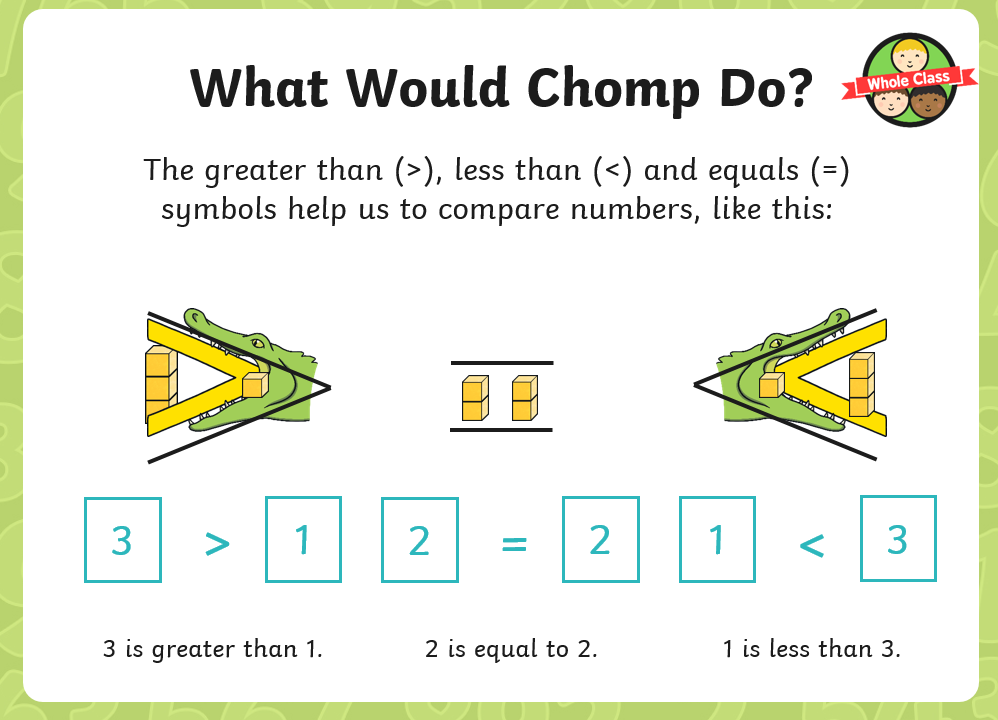 What Would Chomp Do?
Whole Class
The greater than (>), less than (<) and equals (=)
symbols help us to compare numbers, like this:
3 > 1
2 = 2
1 < 3
3 is greater than 1.
2 is equal to 2.
1 is less than 3.